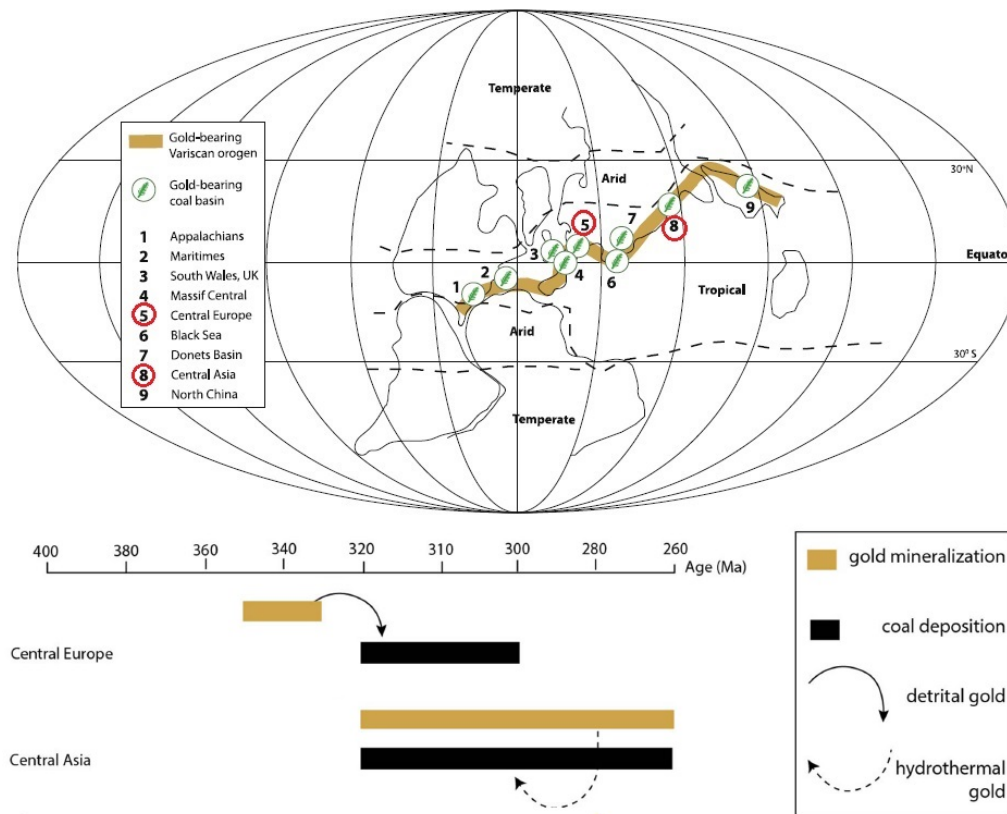 Temperate
Gold-bearing
Variscan orogen
Gold-bearing
coal basin
1 Appalachians
2 Maritimes
3 South Wales, UK
4 Massif Central
5 Central Europe
6 Black Sea
7 Donets Basin
8 Central Asia
9 North China
30°N
Arid
9
5
7
8
3
4
6
Equato
2
Tropical
1
Arid
30° S
Temperate
400 380 360 340 320 310 300 280 260
Age (Ma)
Central Europe
Central Asia
gold mineralization
coal deposition
detrital gold
hydrothermal
gold